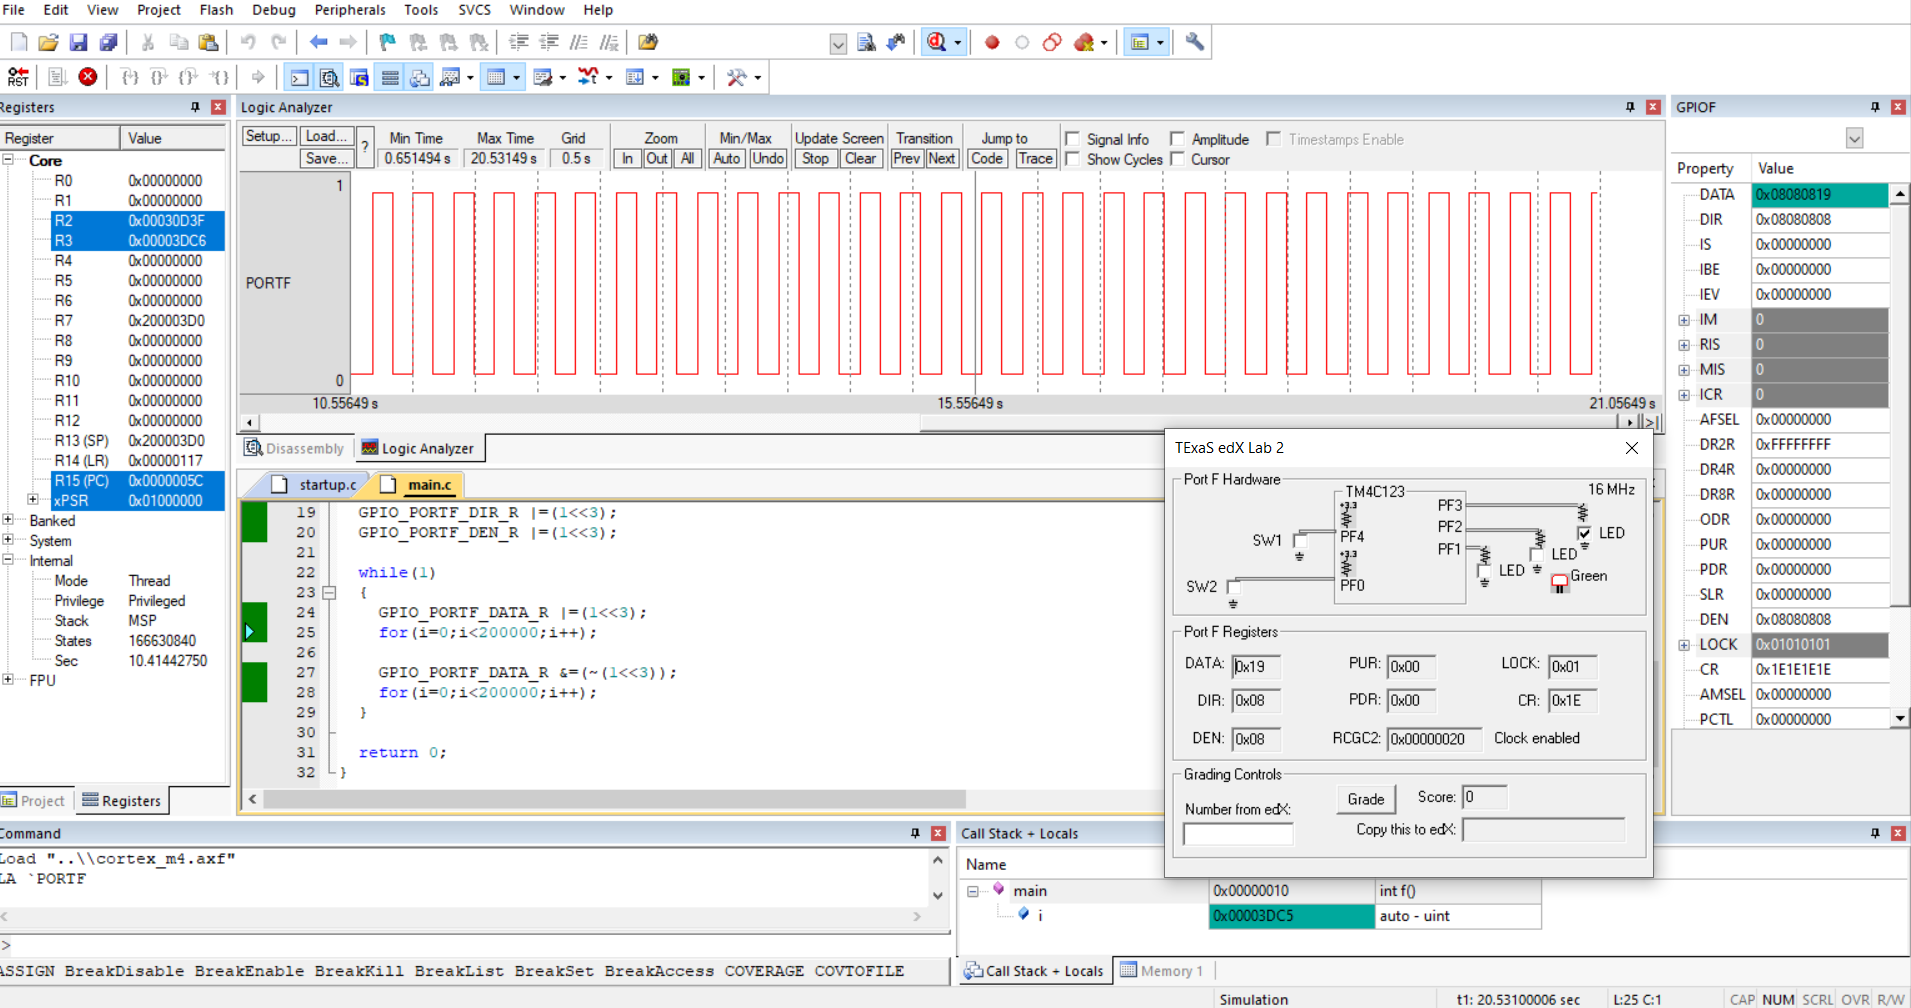 File Edit View Project Flash Debug Peripherals Tools SVCS Window Help
RST
Registers
Register Value
Core
R0 0x00000000
R1 0x00000000
R2 0x00030D3F
R3 0x00003DC6
R4 0x00000000
R5 0x00000000
R6 0x00000000
R7 0x200003D0
R8 0x00000000
R9 0x00000000
R10 0x00000000
R11 0x00000000
R12 0x00000000
R13 (SP) 0x200003D0
R14 (LR) 0x00000117
R15 (PC) 0x0000005C
xPSR 0x01000000
Banked
System
Internal
Mode Thread
Privilege Privileged
Stack MSP
States 166630840
Sec 10.41442750
FPU
Project Registers
Logic Analyzer
Setup... Load... ? Min Time Max Time Grid Zoom Min/Max Update Screen Transition Jump to Signal Info Amplitude Timestamps Enable
Save... 0.651494 s 20.53149 s 0.5 s In Out All Auto Undo Stop Clear Prev Next Code Trace Show Cycles Cursor
1
PORTF
0
10.55649 s 15.55649 s 21.05649 s
Disassembly Logic Analyzer
startup.c main.c
19 GPIO_PORTF_DIR_R |=(1<<3);
20 GPIO_PORTF_DEN_R |=(1<<3);
21
22 while(1)
23 {
24 GPIO_PORTF_DATA_R |=(1<<3);
25 for(i=0;i<200000;i++);
26
27 GPIO_PORTF_DATA_R &=(~(1<<3));
28 for(i=0;i<200000;i++);
29 }
30
31 return 0;
32 }
TExaS edX Lab 2
Port F Hardware
TM4C123 16 MHz
+3.3 PF3
PF2 LED
SW1 PF4 PF1 LED
+3.3 LED Green
SW2 PF0
Port F Registers
DATA: 0x19 PUR: 0x00 LOCK: 0x01
DIR: 0x08 PDR: 0x00 CR: 0x1E
DEN: 0x08 RCGC2: 0x00000020 Clock enabled
Grading Controls
Number from edX: Grade Score: 0
Copy this to edX:
GPIOF
Property Value
DATA 0x08080819
DIR 0x08080808
IS 0x00000000
IBE 0x00000000
IEV 0x00000000
IM 0
RIS 0
MIS 0
ICR 0
AFSEL 0x00000000
DR2R 0xFFFFFFFF
DR4R 0x00000000
DR8R 0x00000000
ODR 0x00000000
PUR 0x00000000
PDR 0x00000000
SLR 0x00000000
DEN 0x08080808
LOCK 0x01010101
CR 0x1E1E1E1E
AMSEL 0x00000000
PCTL 0x00000000
Command
Load "..\\cortex_m4.axf"
LA `PORTF
>
ASSIGN BreakDisable BreakEnable BreakKill BreakList BreakSet BreakAccess COVERAGE COVTOFILE
Call Stack + Locals
Name
main 0x00000010 int f()
i 0x00003DC5 auto - uint
Call Stack + Locals Memory 1
Simulation t1: 20.53100006 sec L:25 C:1 CAP NUM SCRL OVR R/W